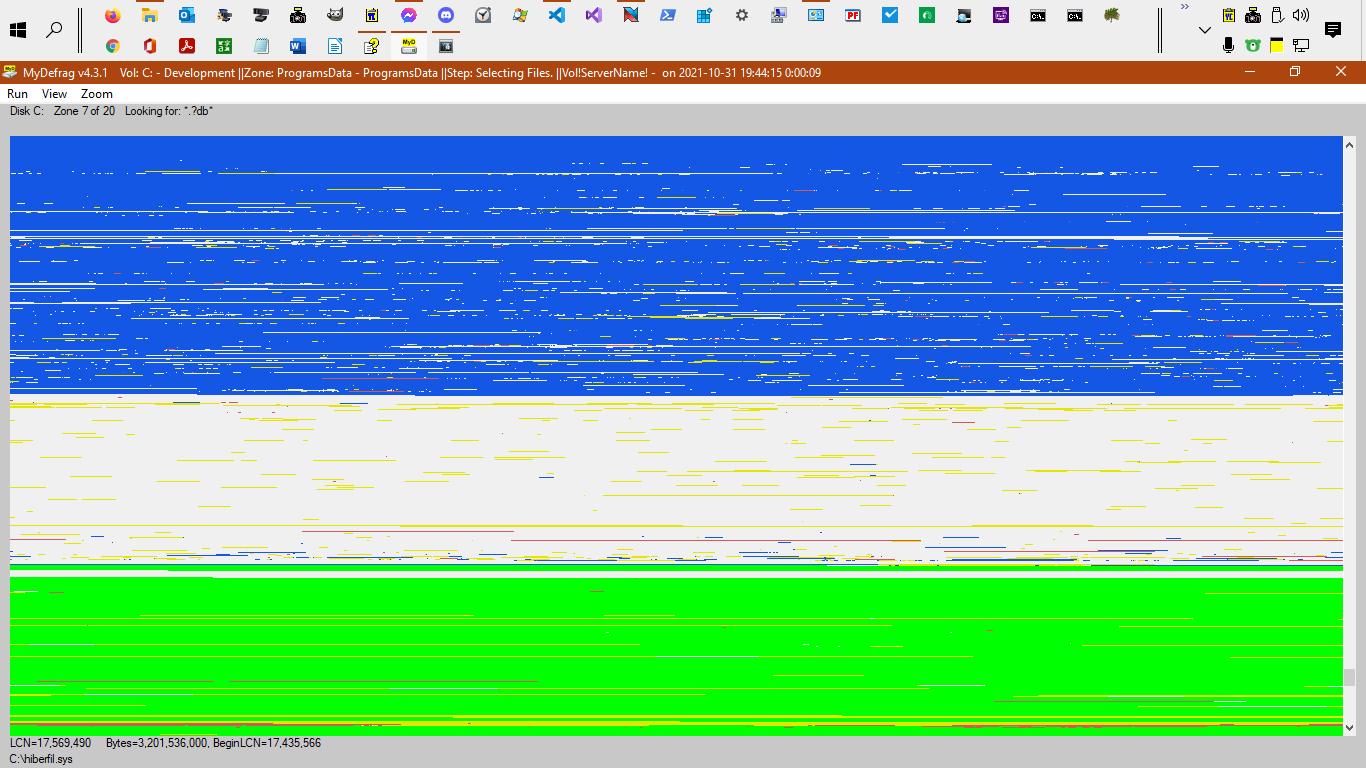 MyDefrag v4.3.1    Vol: C: - Development ||Zone: ProgramsData - ProgramsData ||Step: Selecting Files. ||Vol!ServerName! -  on 2021-10-31 19:44:15 0:00:09
Run View Zoom
Disk C:    Zone 7 of 20    Looking for: *.?db*
LCN=17,569,490    Bytes=3,201,536,000, BeginLCN=17,435,566
C:\hiberfil.sys